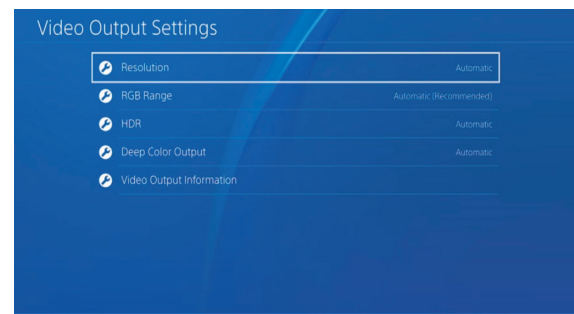 Video Output Settings
Resolution Automatic
RGB Range Automatic (Recommended)
HDR Automatic
Deep Color Output Automatic
Video Output Information